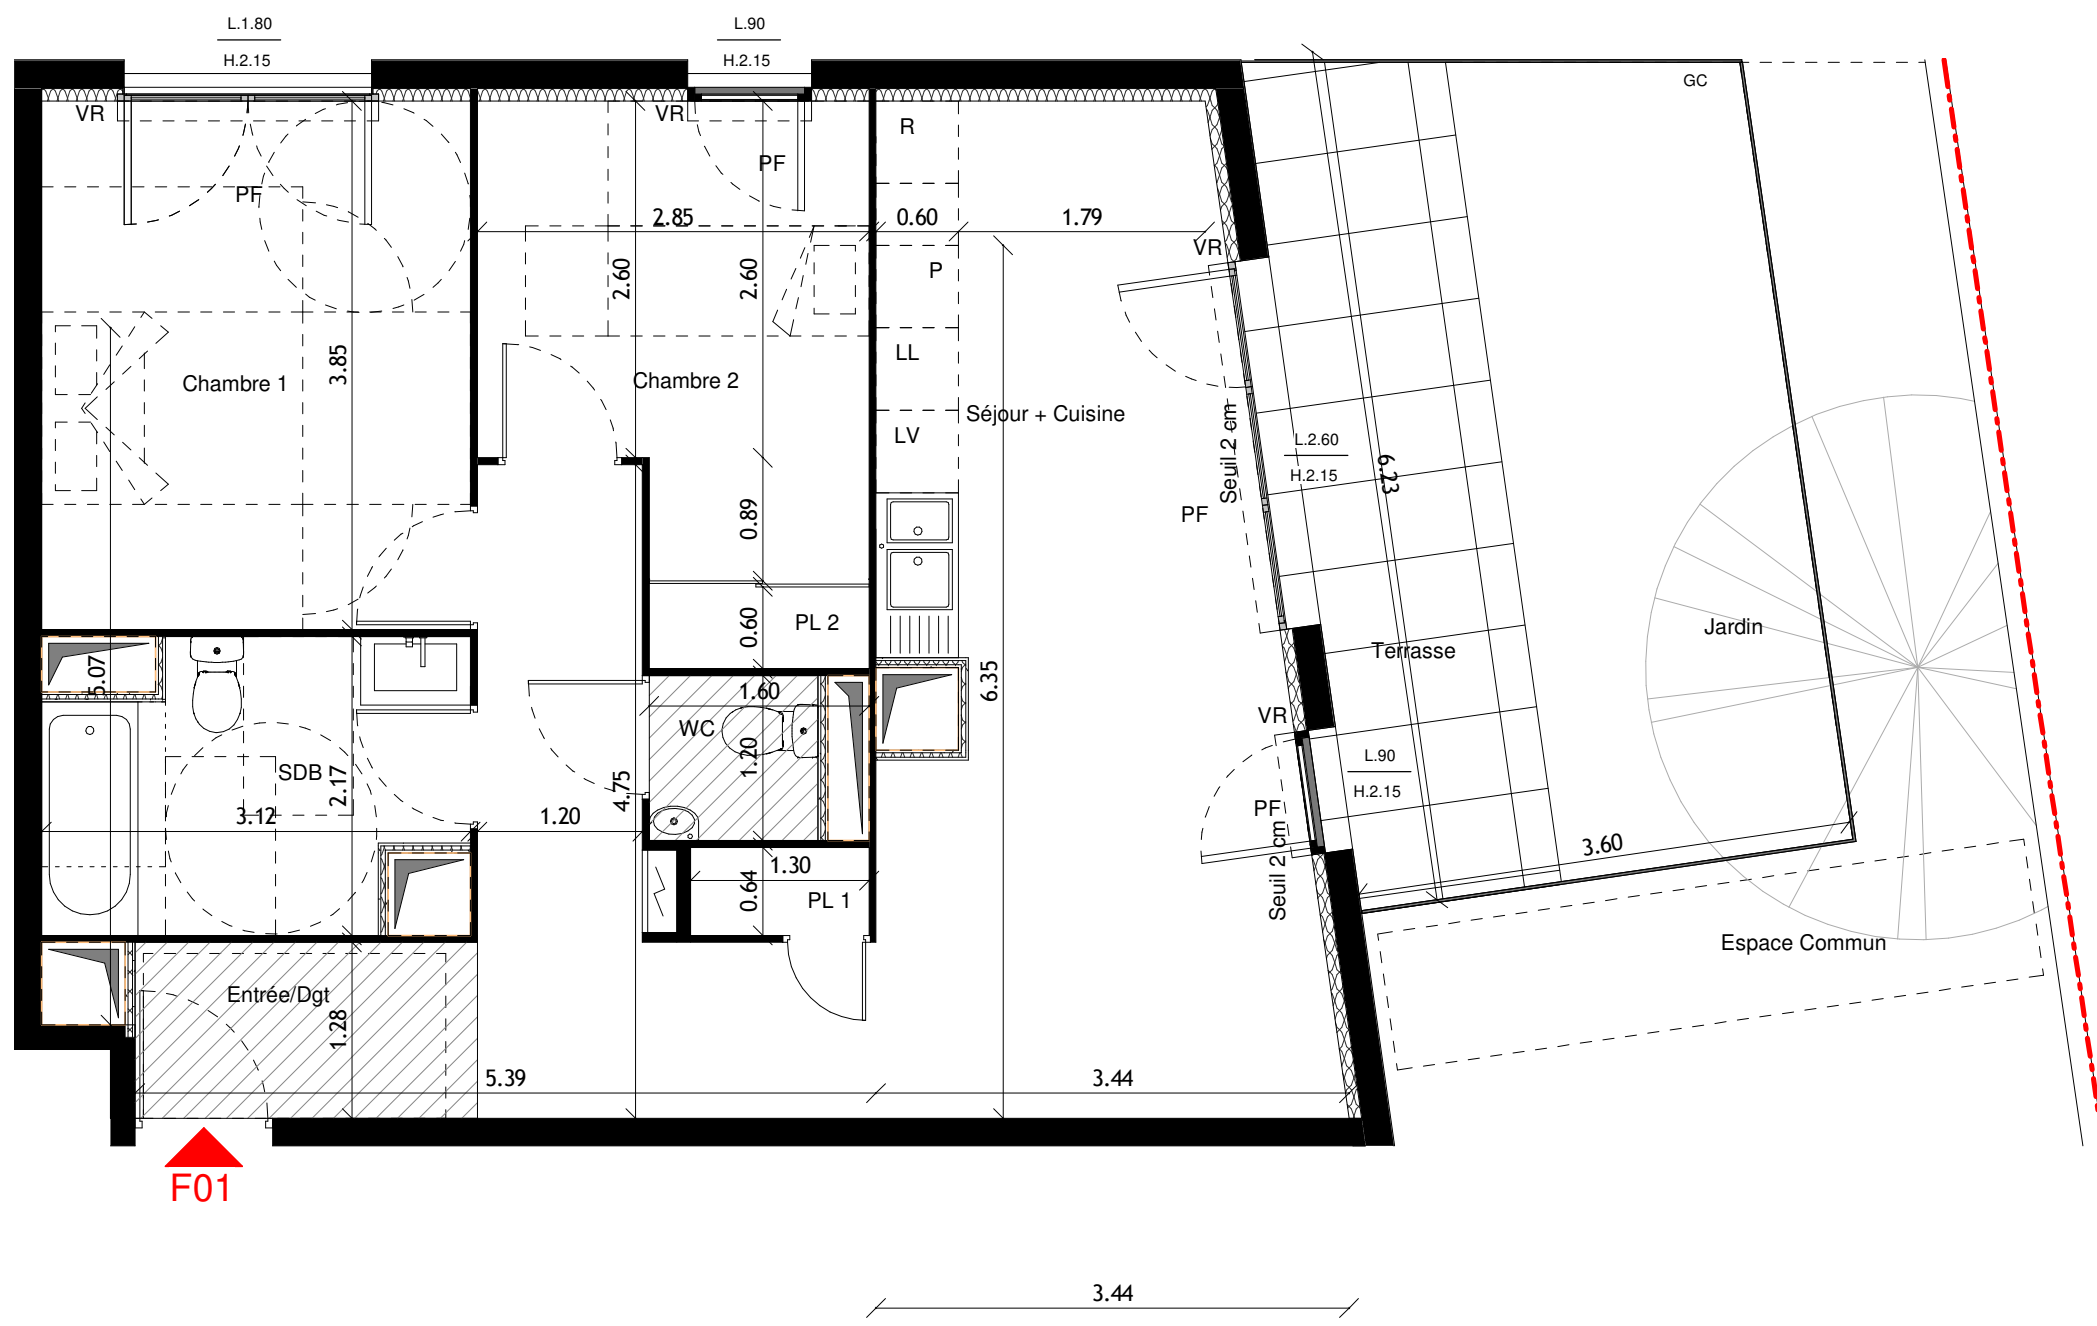 L.1.80
H.2.15
L.90
H.2.15
GC
VR
VR
R
PF
PF
2.85
0.60
1.79
VR
2.60
2.60
P
3.85
LL
Chambre 1
Chambre 2
Séjour + Cuisine
LV
Seuil 2 cm
L.2.60
H.2.15
6.23
PF
0.89
PL 2
0.60
Jardin
Terrasse
5.07
6.35
1.60
WC
VR
1.20
L.90
H.2.15
SDB
2.17
4.75
PF
3.12
1.20
3.60
1.30
0.64
PL 1
Seuil 2 cm
Espace Commun
Entrée/Dgt
1.28
5.39
3.44
F01
3.44